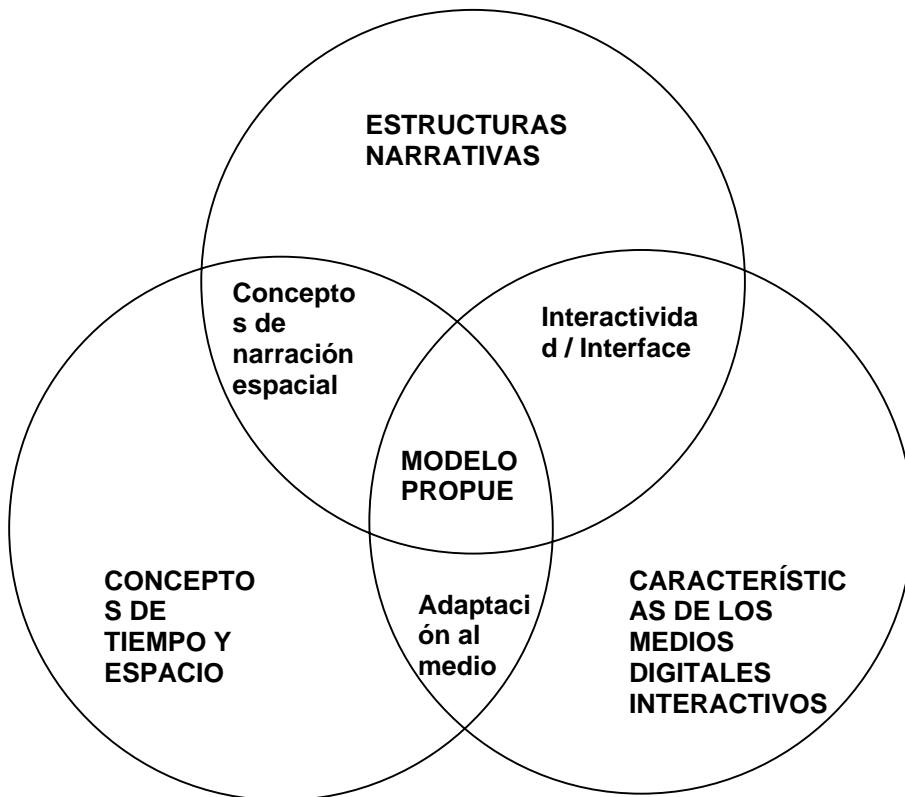 ESTRUCTURAS
NARRATIVAS
Concepto
s de
narración
espacial
Interactivida
d / Interface
MODELO
PROPUE
CONCEPTO
S DE
TIEMPO Y
ESPACIO
Adaptaci
ón al
medio
CARACTERÍSTIC
AS DE LOS
MEDIOS
DIGITALES
INTERACTIVOS